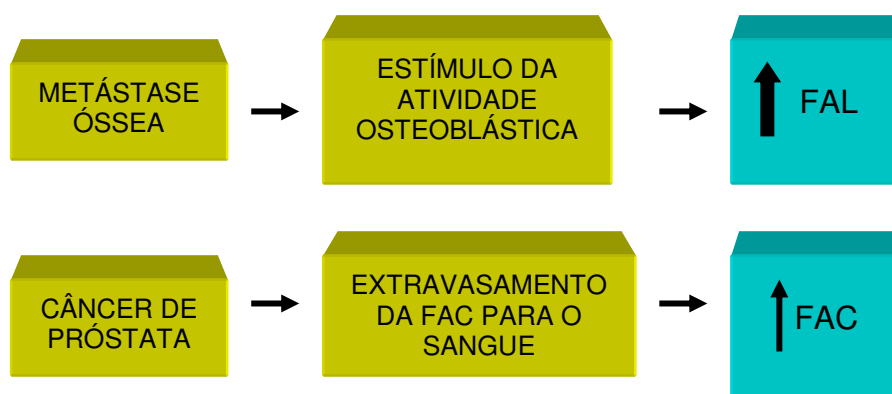 METÁSTASE
ÓSSEA
ESTÍMULO DA
ATIVIDADE
OSTEOBLÁSTICA
FAL
CÂNCER DE
PRÓSTATA
EXTRAVASAMENTO
DA FAC PARA O
SANGUE
FAC